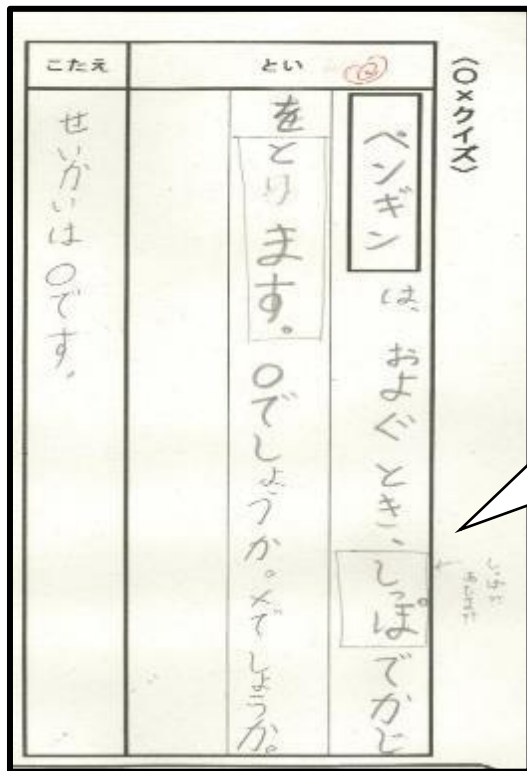 〈○×クイズ〉
とい
②
ペンギンは、およぐとき、しっぽでかじ
をとります。○でしょうか。×でしょうか。
こたえ
せいかいは○です。